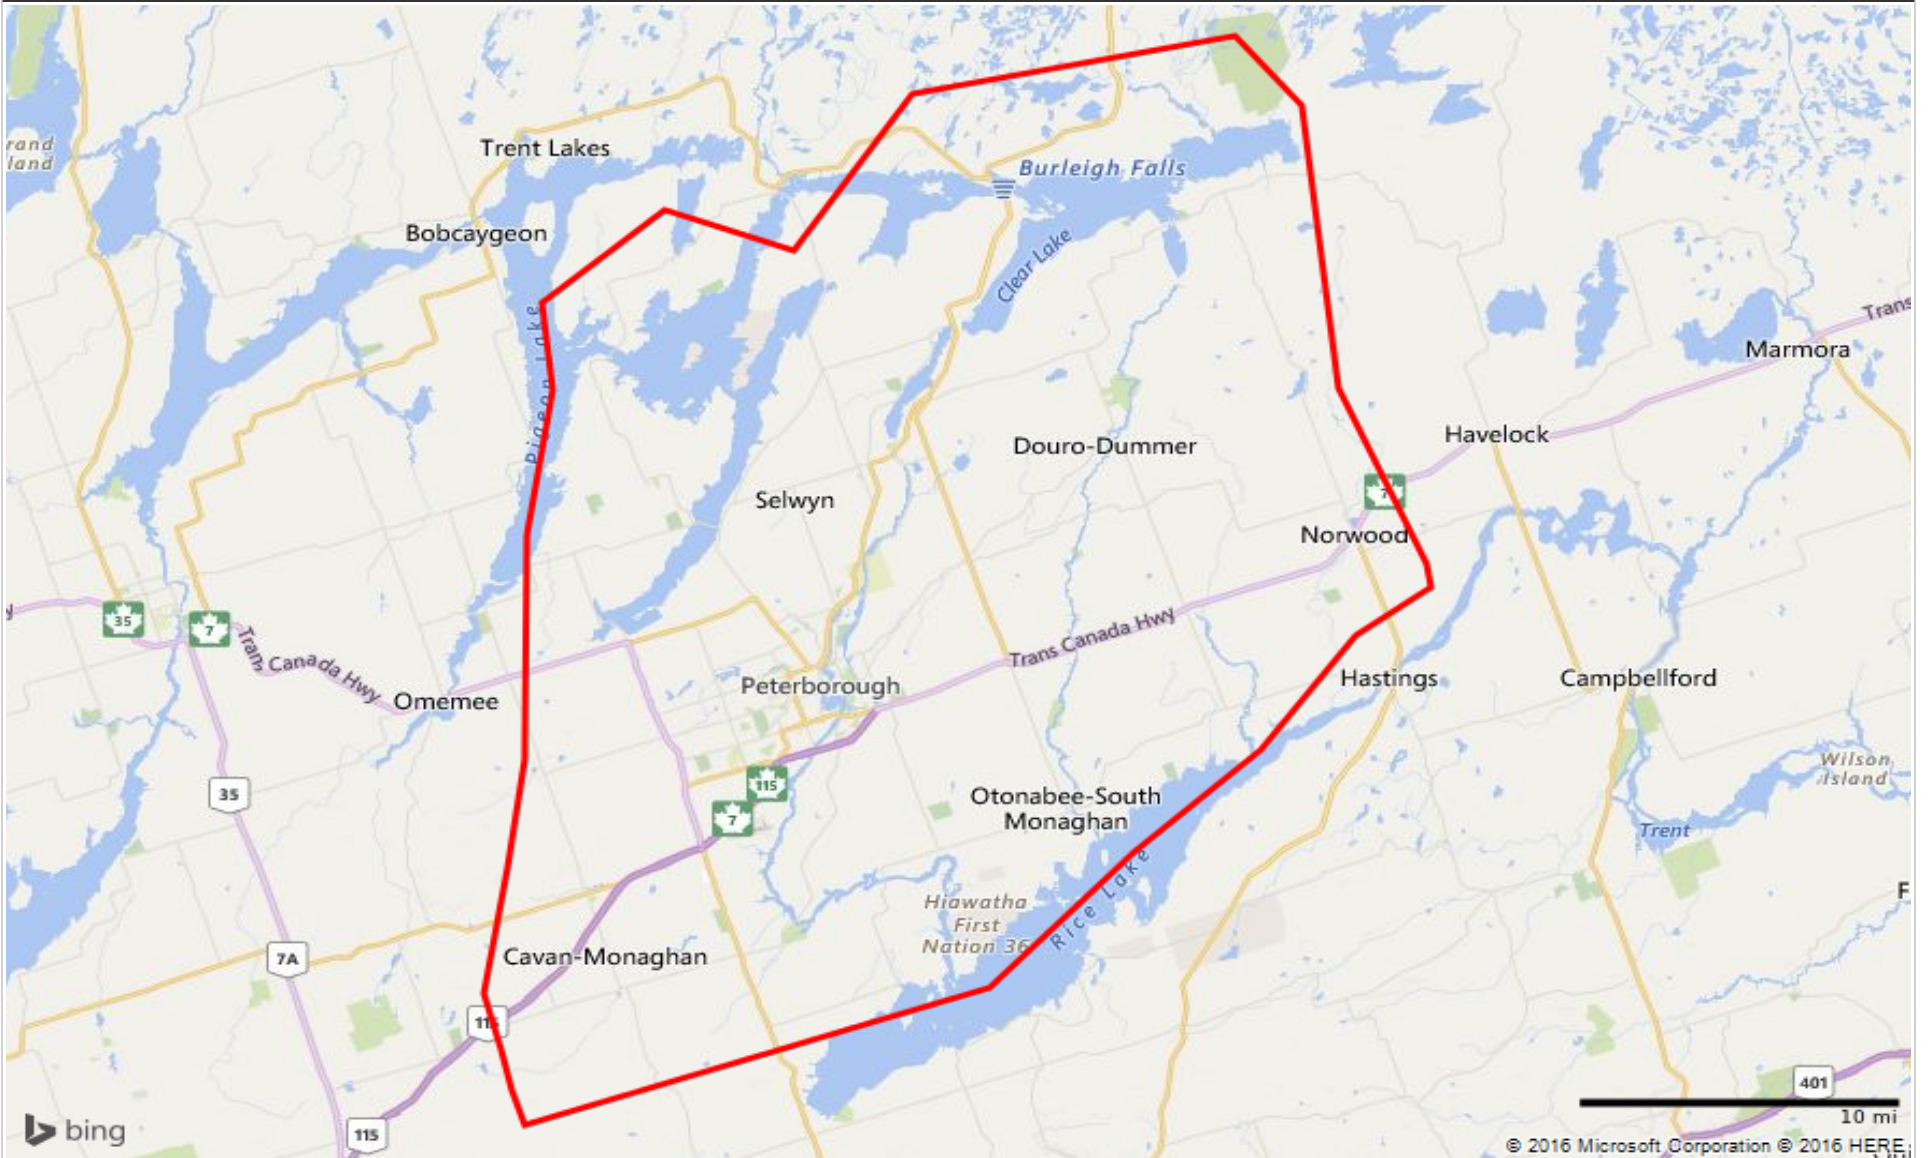 rand
land
Trent Lakes
Burleigh Falls
Bobcaygeon
Clear Lake
Pigeon Lake
Trans
Marmora
Havelock
Douro-Dummer
7
Selwyn
Norwood
35
7
Trans Canada Hwy
Trans Canada Hwy
Hastings
Campbellford
Peterborough
Omemee
Wilson
Island
115
35
Otonabee-South
Monaghan
7
Trent
Rice Lake
Hiawatha
First
Nation 36
F
7A
Cavan-Monaghan
115
401
10 mi
bing
115
© 2016 Microsoft Corporation © 2016 HERE